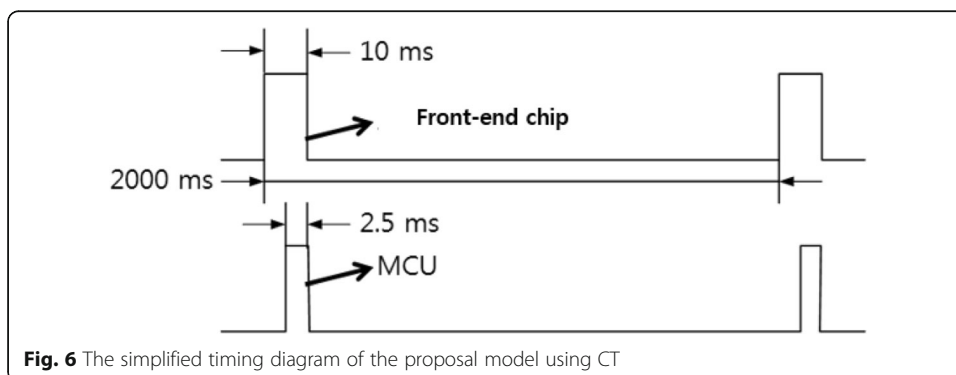 10 ms
Front-end chip
2000 ms
2.5 ms
MCU
Fig. 6 The simplified timing diagram of the proposal model using CT